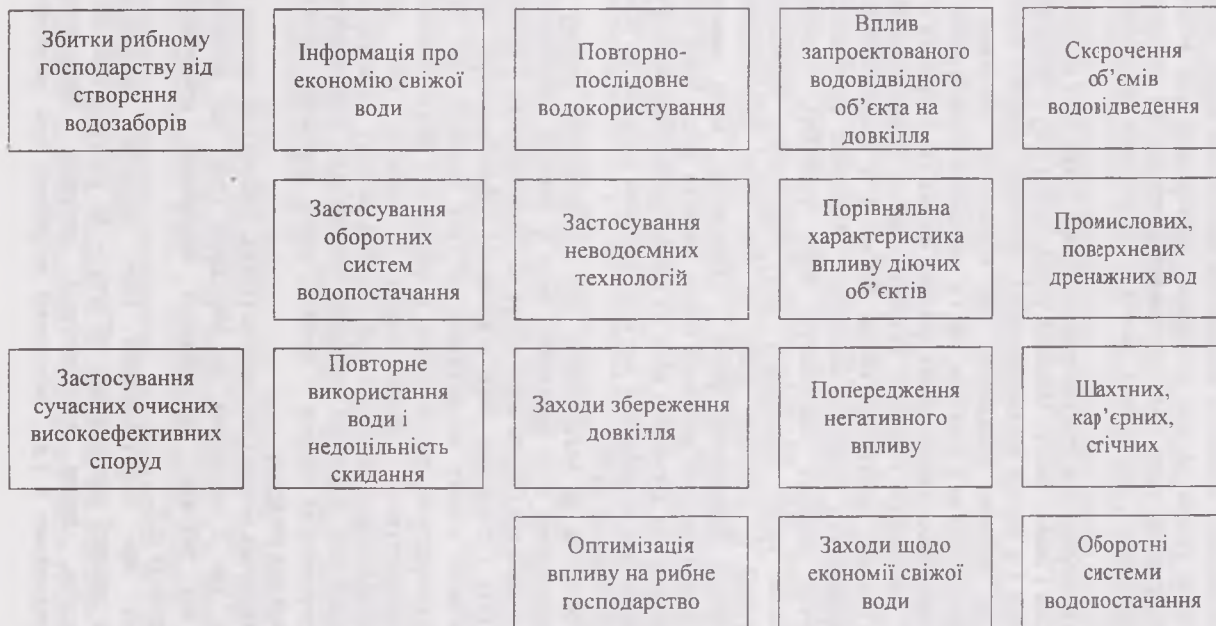 Збитки рибному
господарству від
створення
водозаборів
Інформація про
економію свіжої
води
Повторно-
послідовне
водокористування
Вплив
запроектованого
водовідвідного
об’єкта на
довкілля
Скорочення
об’ємів
водовідведення
Застосування
оборотних
систем
водопостачання
Застосування
неводоємних
технологій
Порівняльна
характеристика
впливу діючих
об’єктів
Промислових,
поверхневих
дренажних вод
Застосування
сучасних очисних
високоефективних
споруд
Повторне
використання
води і
недоцільність
скидання
Заходи збереження
довкілля
Попередження
негативного
впливу
Шахтних,
кар’єрних,
стічних
Оптимізація
впливу на рибне
господарство
Заходи щодо
економії свіжої
води
Оборотні
системи
водопостачання